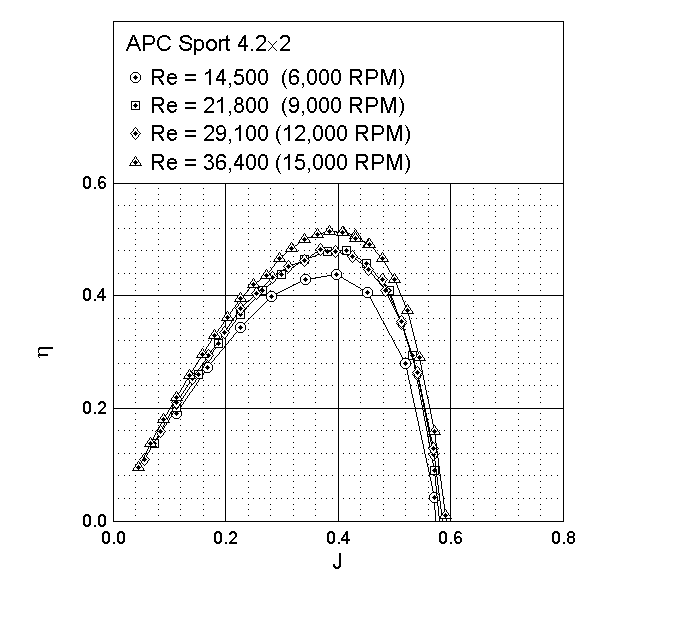 APC Sport 4.2×2
Re = 14,500 (6,000 RPM)
Re = 21,800 (9,000 RPM)
Re = 29,100 (12,000 RPM)
Re = 36,400 (15,000 RPM)
0.6
0.4
η
0.2
0.0
0.0 0.2 0.4 0.6 0.8
J